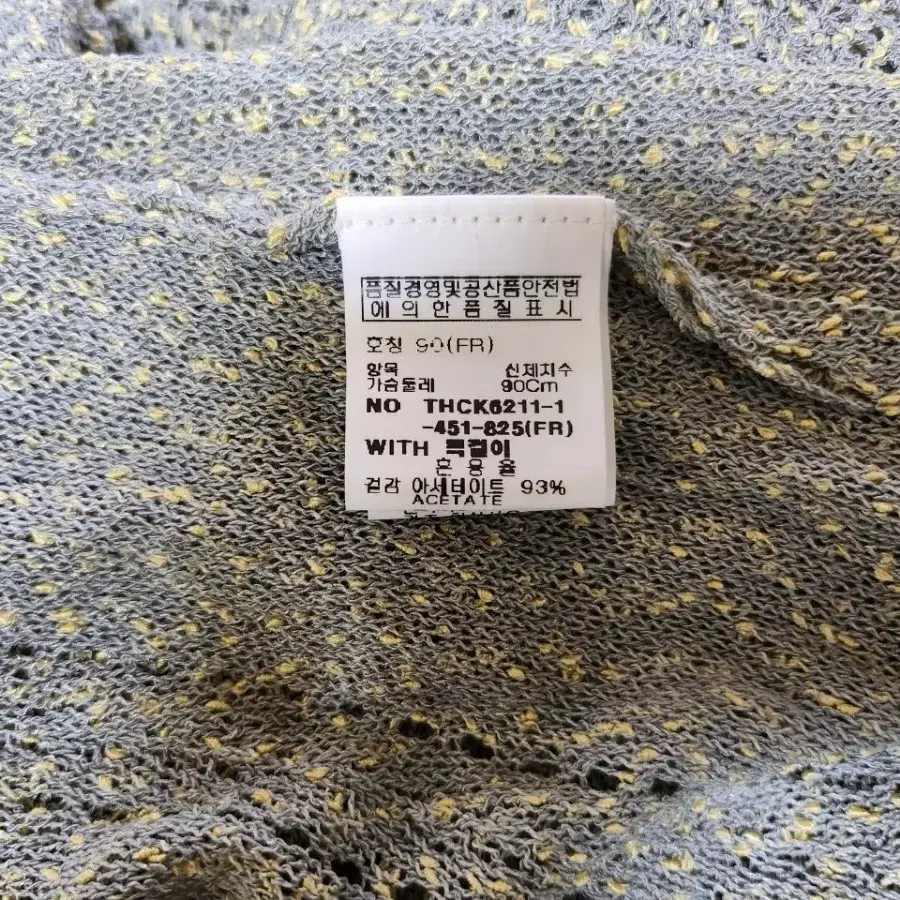 품질경영및공산품안전법
에 의 한 품 질 표 시
호칭 90(FR)
항목 신체치수
가슴둘레 90Cm
NO THCK6211-1
-451-825(FR)
WITH 목걸이
혼 용 율
겉감 아세테이트 93%
ACETATE